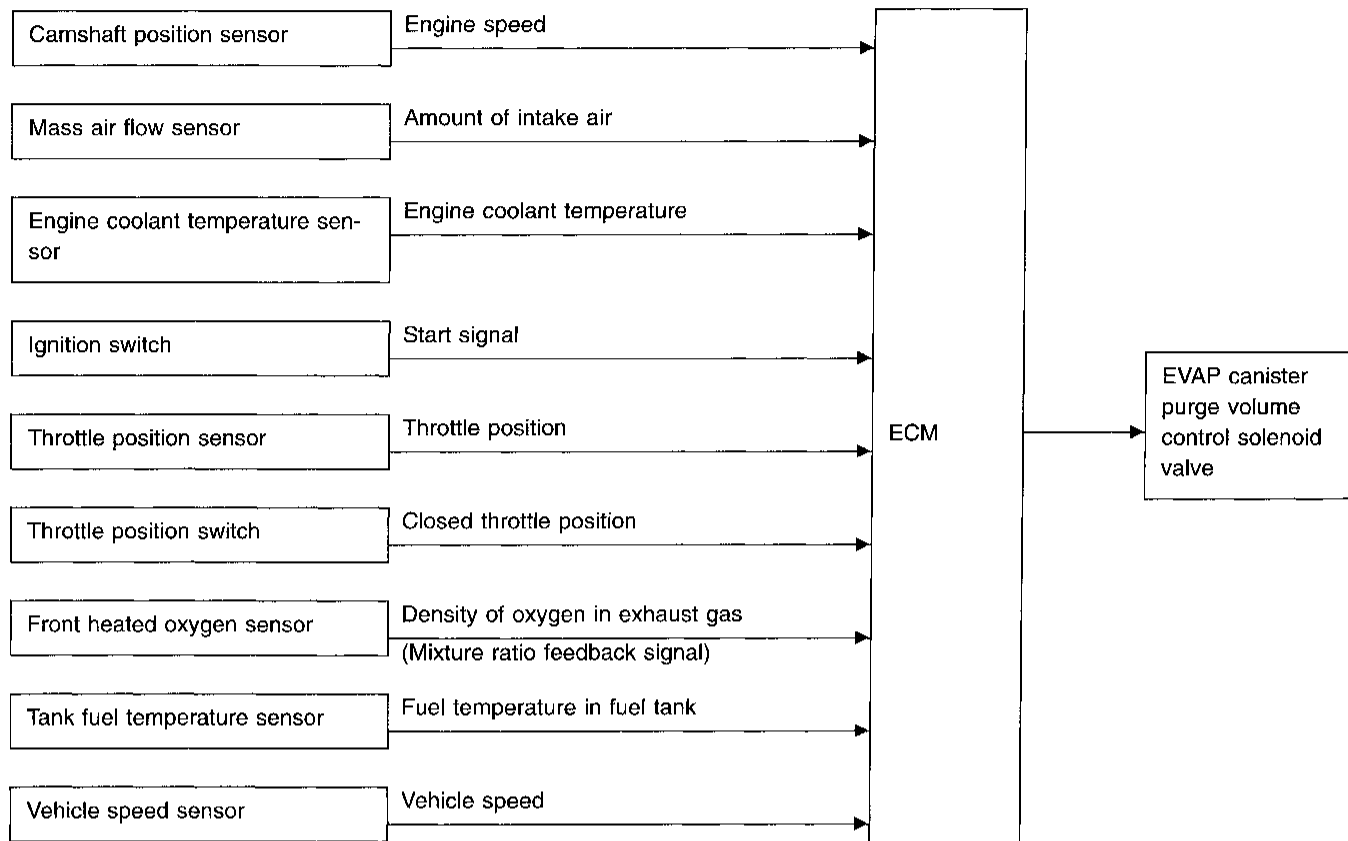 Camshaft position sensor
Engine speed
Mass air flow sensor
Amount of intake air
Engine coolant temperature sen-
sor
Engine coolant temperature
Ignition switch
Start signal
Throttle position sensor
Throttle position
Throttle position switch
Closed throttle position
Front heated oxygen sensor
Density of oxygen in exhaust gas
(Mixture ratio feedback signal)
Tank fuel temperature sensor
Fuel temperature in fuel tank
Vehicle speed sensor
Vehicle speed
ECM
EVAP canister
purge volume
control solenoid
valve